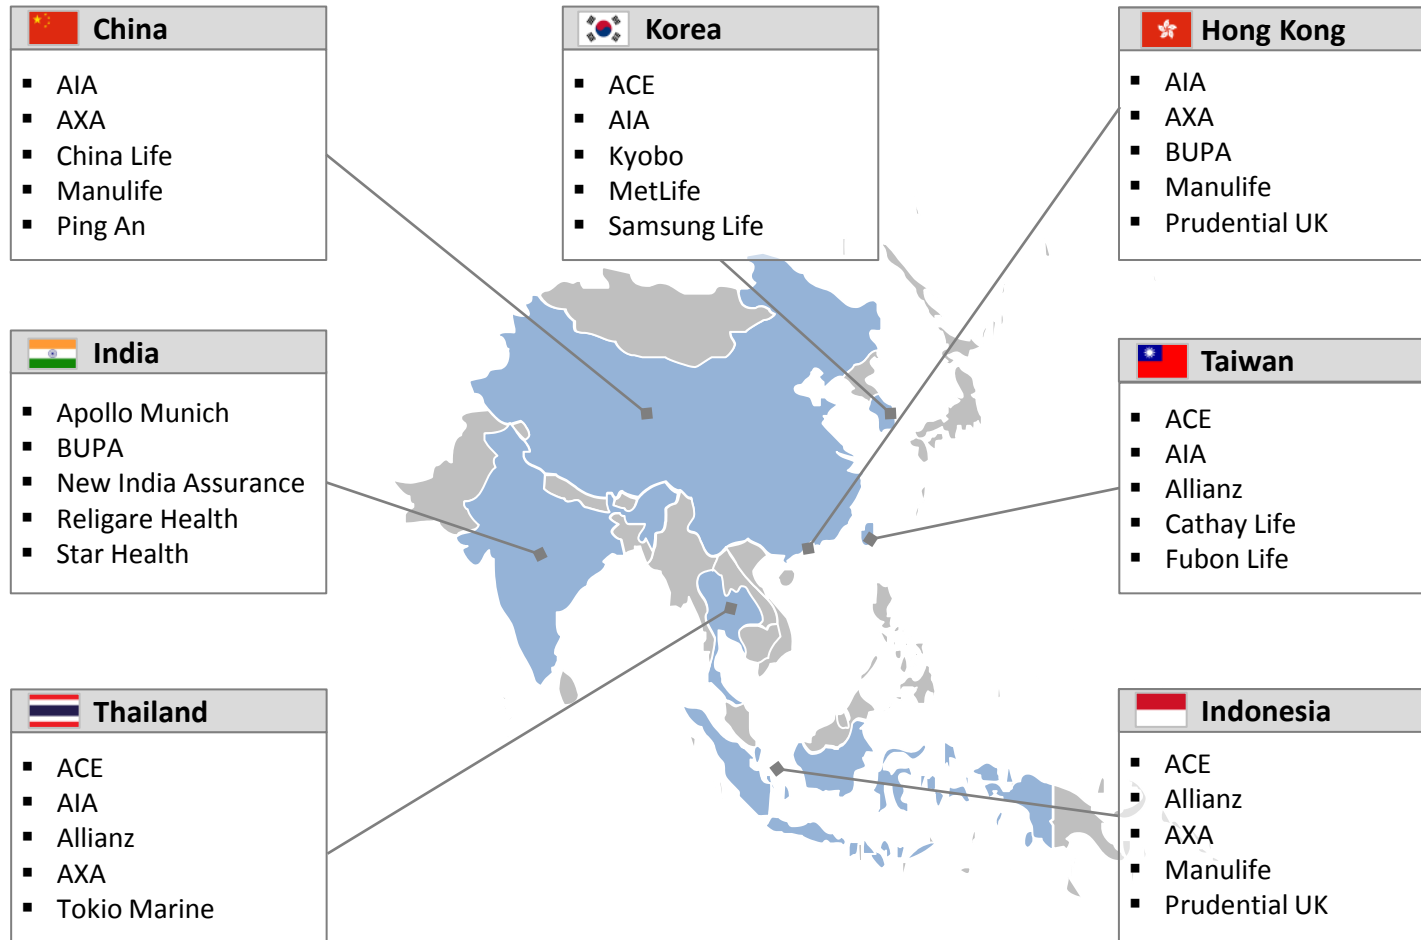 China
AIA
AXA
China Life
Manulife
Ping An
Korea
ACE
AIA
Kyobo
MetLife
Samsung Life
Hong Kong
AIA
AXA
BUPA
Manulife
Prudential UK
India
Apollo Munich
BUPA
New India Assurance
Religare Health
Star Health
Taiwan
ACE
AIA
Allianz
Cathay Life
Fubon Life
Thailand
ACE
AIA
Allianz
AXA
Tokio Marine
Indonesia
ACE
Allianz
AXA
Manulife
Prudential UK